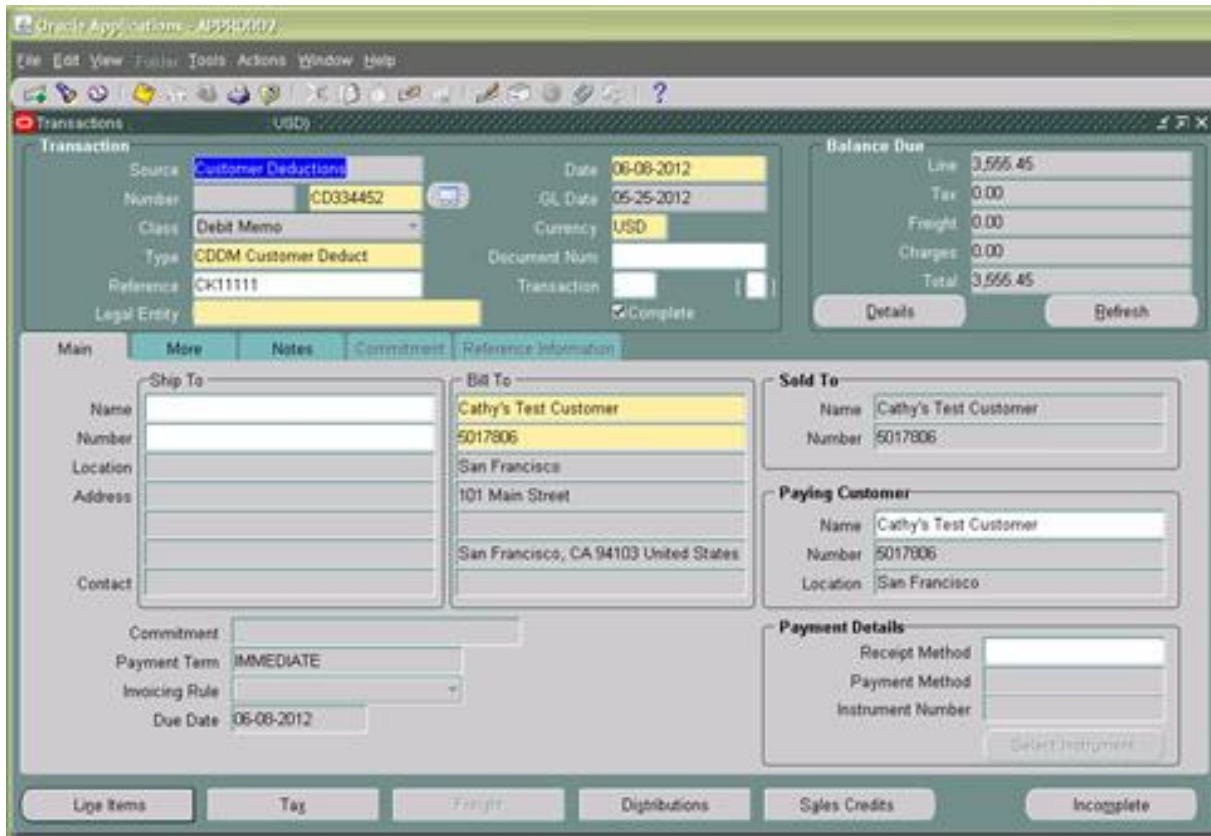 Oracle Applications - APPROD02
File Edit View Folder Tools Actions Window Help
Transactions USD)
Transaction
Source Customer Deductions
Number CD334452
Class Debit Memo
Type CDDM Customer Deduct
Reference CK11111
Legal Entity
Date 06-08-2012
GL Date 05-25-2012
Currency USD
Document Num
Transaction [ ]
Complete
Balance Due
Line 3,555.45
Tax 0.00
Freight 0.00
Charges 0.00
Total 3,555.45
Details Refresh
Main More Notes Commitment Reference Information
Ship To
Name
Number
Location
Address
Contact
Bill To
Cathy's Test Customer
5017806
San Francisco
101 Main Street
San Francisco, CA 94103 United States
Sold To
Name Cathy's Test Customer
Number 5017806
Paying Customer
Name Cathy's Test Customer
Number 5017806
Location San Francisco
Commitment
Payment Term IMMEDIATE
Invoicing Rule
Due Date 06-08-2012
Payment Details
Receipt Method
Payment Method
Instrument Number
Select Instrument
Line Items Tax Freight Distributions Sales Credits Incomplete